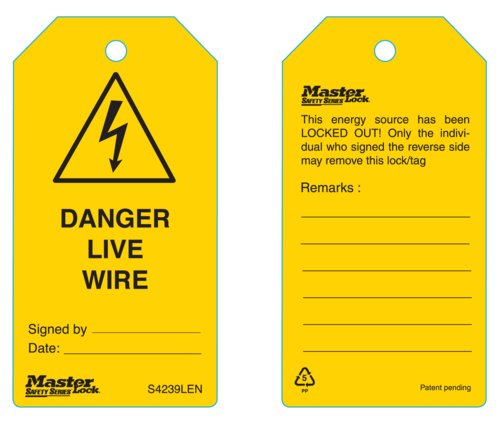 DANGER
LIVE
WIRE
Signed by
Date:
Master
SAFETY SERIES Lock.
S4239LEN
Master
SAFETY SERIES Lock.
This energy source has been
LOCKED OUT! Only the indivi-
dual who signed the reverse side
may remove this lock/tag
Remarks :
5
PP
Patent pending